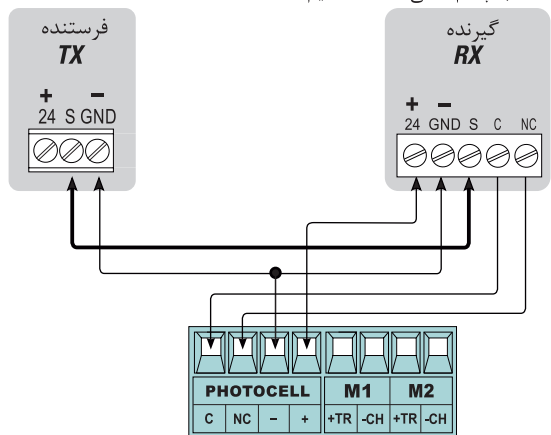 فرستنده
TX
+ −
24 S GND
گیرنده
RX
+ −
24 GND S C NC
PHOTOCELL M1 M2
C NC − + +TR -CH +TR -CH